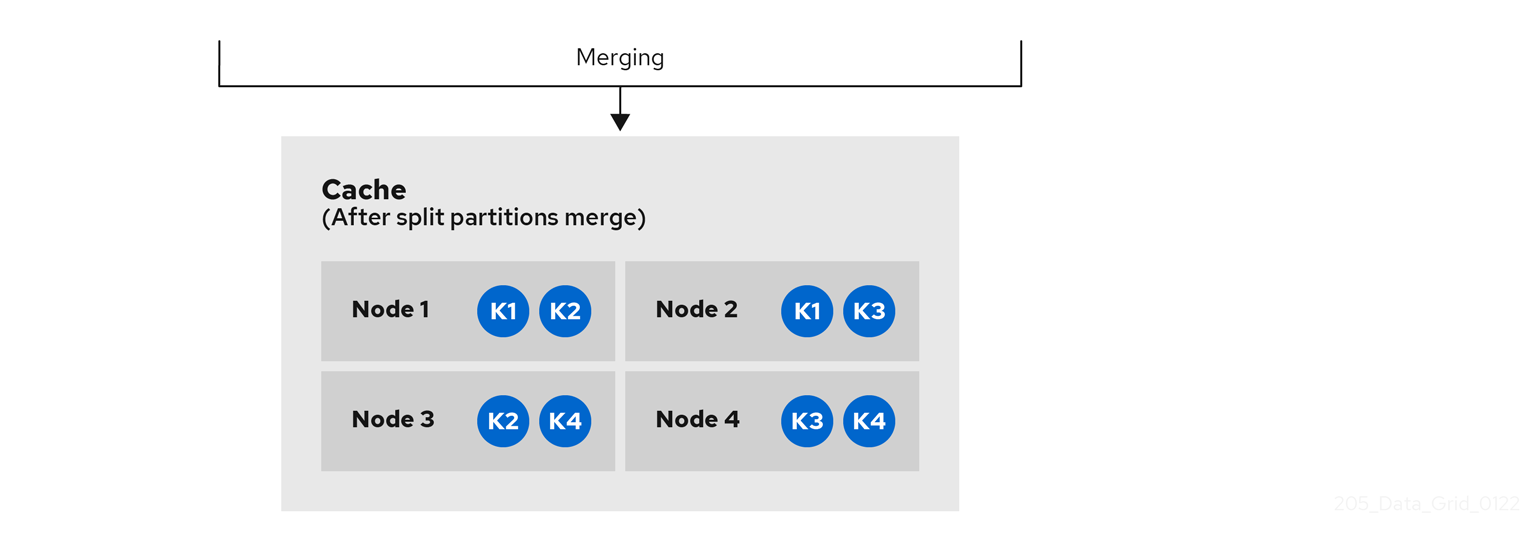 Merging
Cache
(After split partitions merge)
Node 1 K1 K2 Node 2 K1 K3
Node 3 K2 K4 Node 4 K3 K4
205_Data_Grid_0122